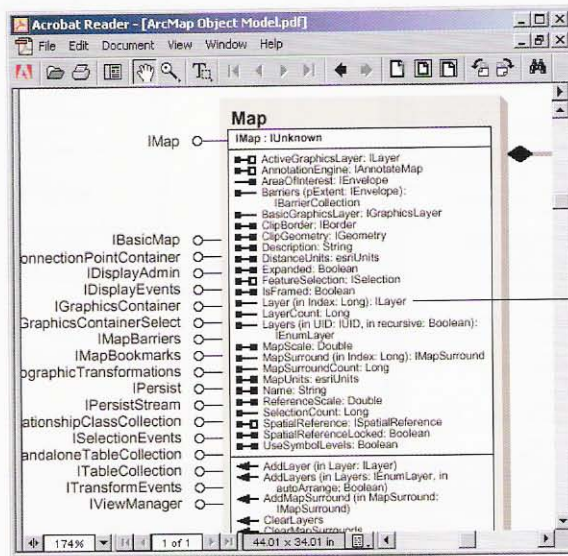 Acrobat Reader - [ArcMap Object Model.pdf]
File Edit Document View Window Help
Map
IMap
IMap : IUnknown
ActiveGraphicsLayer: ILayer
AnnotationEngine: IAnnotateMap
AreaOfInterest: IEnvelope
Barriers (pExtent: IEnvelope):
IBarrierCollection
BasicGraphicsLayer: IGraphicsLayer
ClipBorder: IBorder
ClipGeometry: IGeometry
Description: String
DistanceUnits: esriUnits
Expanded: Boolean
FeatureSelection: ISelection
IsFramed: Boolean
Layer (in Index: Long): ILayer
LayerCount: Long
Layers (in UID: IUID, in recursive: Boolean):
IEnumLayer
MapScale: Double
MapSurround (in Index: Long): IMapSurround
MapSurroundCount: Long
MapUnits: esriUnits
Name: String
ReferenceScale: Double
SelectionCount: Long
SpatialReference: ISpatialReference
SpatialReferenceLocked: Boolean
UseSymbolLevels: Boolean
AddLayer (in Layer: ILayer)
AddLayers (in Layers: IEnumLayer, in
autoArrange: Boolean)
AddMapSurround (in MapSurround:
IMapSurround)
ClearLayers
ClearMapSurrounds
IBasicMap
onnectionPointContainer
IDisplayAdmin
IDisplayEvents
IGraphicsContainer
GraphicsContainerSelect
IMapBarriers
IMapBookmarks
ographicTransformations
IPersist
IPersistStream
ationshipClassCollection
ISelectionEvents
andaloneTableCollection
ITableCollection
ITransformEvents
IViewManager
174% 1 of 1 44.01 x 34.01 in